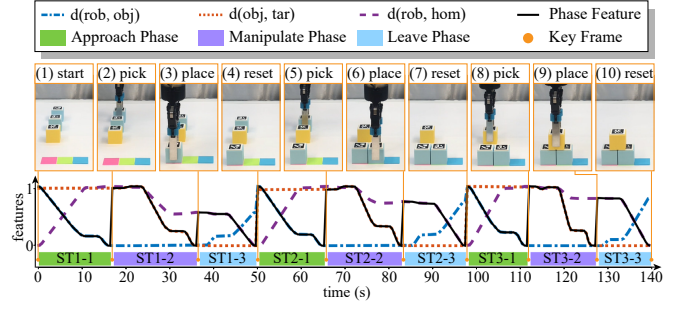 d(rob, obj) d(obj, tar) d(rob, hom) Phase Feature
Approach Phase Manipulate Phase Leave Phase Key Frame
(1) start (2) pick (3) place (4) reset (5) pick (6) place (7) reset (8) pick (9) place (10) reset
1
features
0
ST1-1 ST1-2 ST1-3 ST2-1 ST2-2 ST2-3 ST3-1 ST3-2 ST3-3
0 10 20 30 40 50 60 70 80 90 100 110 120 130 140
time (s)